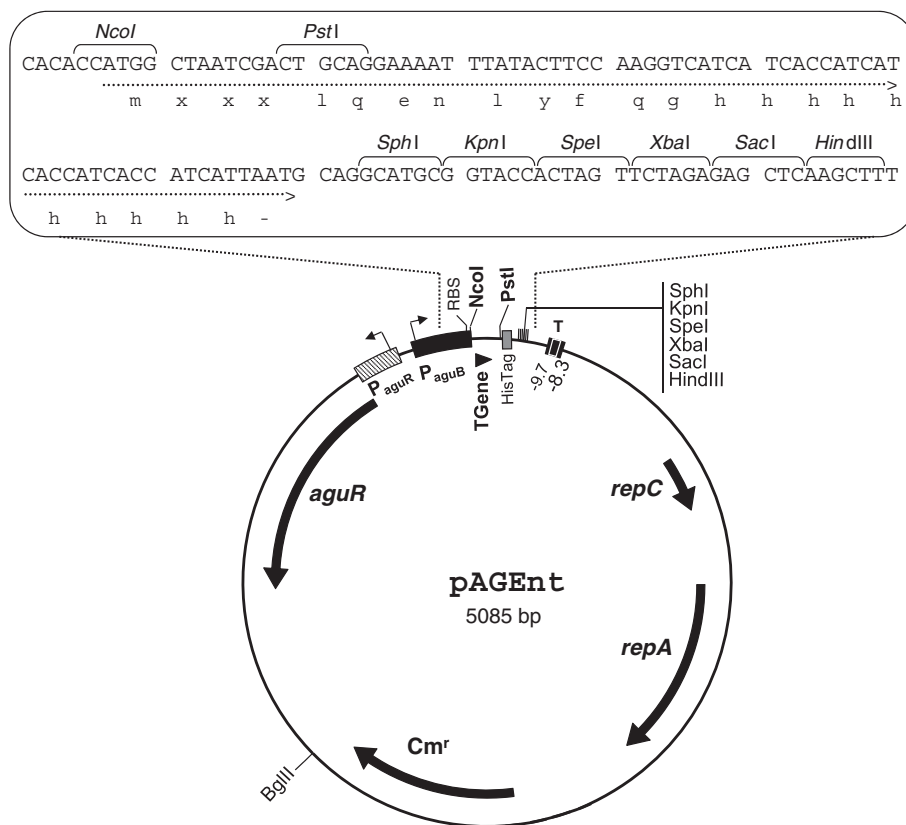 NcoI PstI
CACACCATGG CTAATCGACT GCAGGAAAAT TTATACTTCC AAGGTCATCA TCACCATCAT
m x x x l q e n l y f q g h h h h h
SphI KpnI SpeI XbaI SacI HindIII
CACCATCACC ATCATTAATG CAGGCATGCG GTACCACTAG TTCTAGAGAG CTCAAGCTTT
h h h h h -
RBS
NcoI
PstI
SphI
KpnI
SpeI
XbaI
SacI
HindIII
T
P aguR P aguB
TGene
HisTag
-9.7
-8.3
aguR
repC
pAGEnt
5085 bp
repA
Cmr
BglII